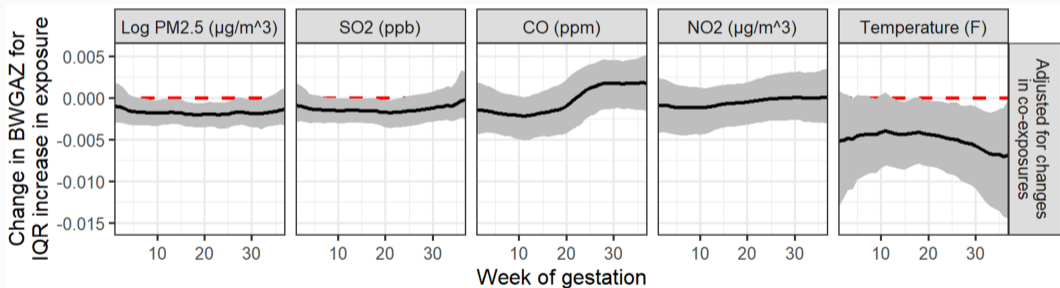 Log PM2.5 (µg/m^3)
SO2 (ppb)
CO (ppm)
NO2 (µg/m^3)
Temperature (F)
Change in BWGAZ for
IQR increase in exposure
0.005
0.000
-0.005
-0.010
-0.015
10 20 30
10 20 30
10 20 30
10 20 30
10 20 30
Week of gestation
Adjusted for changes
in co-exposures